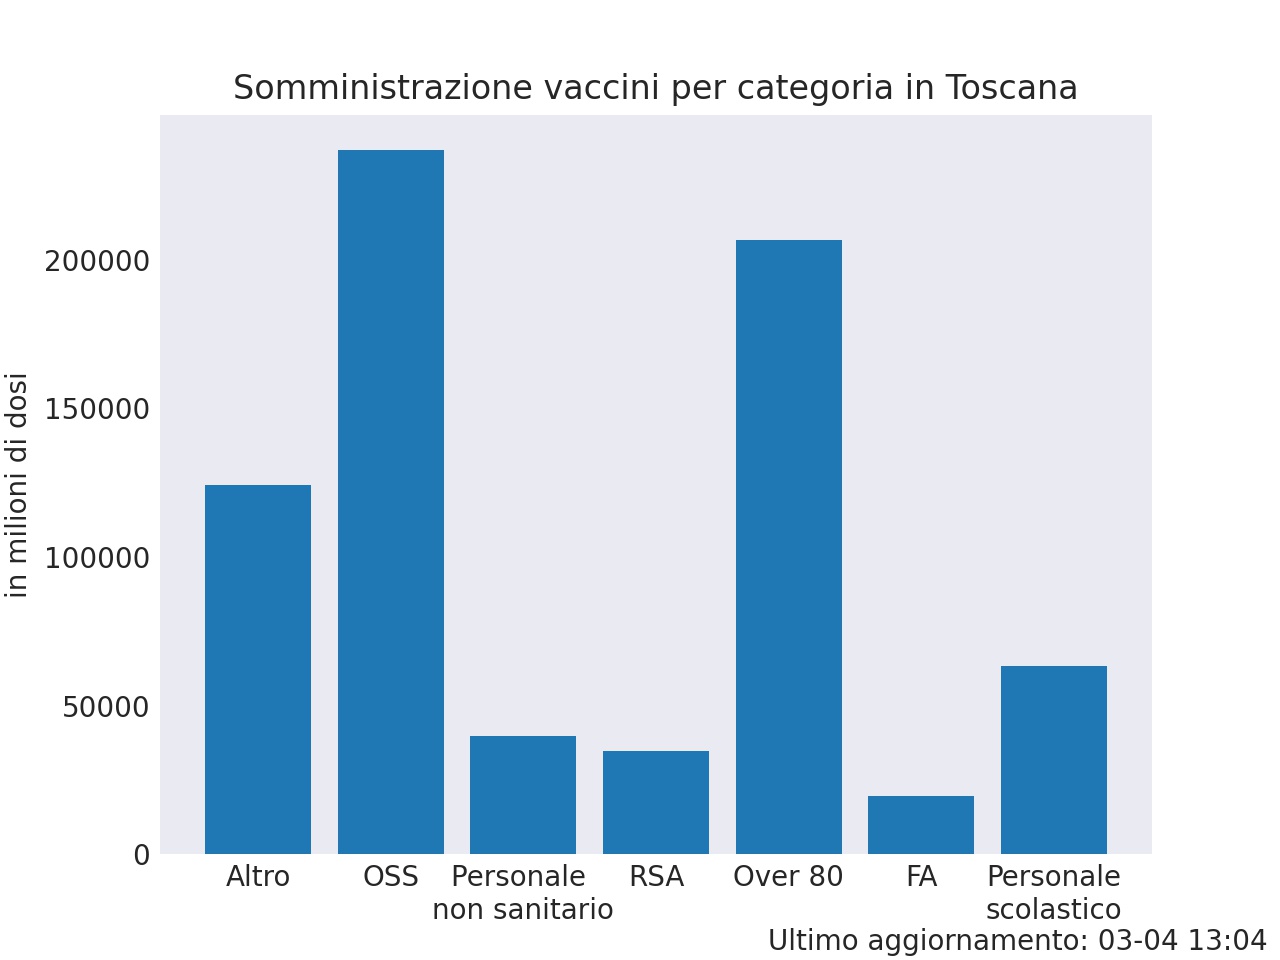 Somministrazione vaccini per categoria in Toscana
in milioni di dosi
200000
150000
100000
50000
0
Altro
OSS
Personale
non sanitario
RSA
Over 80
FA
Personale
scolastico
Ultimo aggiornamento: 03-04 13:04